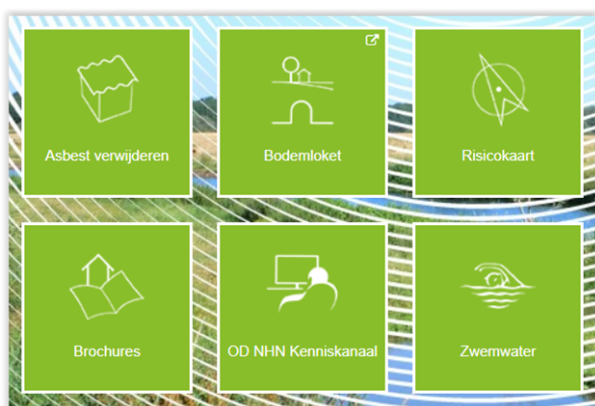 Asbest verwijderen
Bodemloket
Risicokaart
Brochures
OD NHN Kenniskanaal
Zwemwater